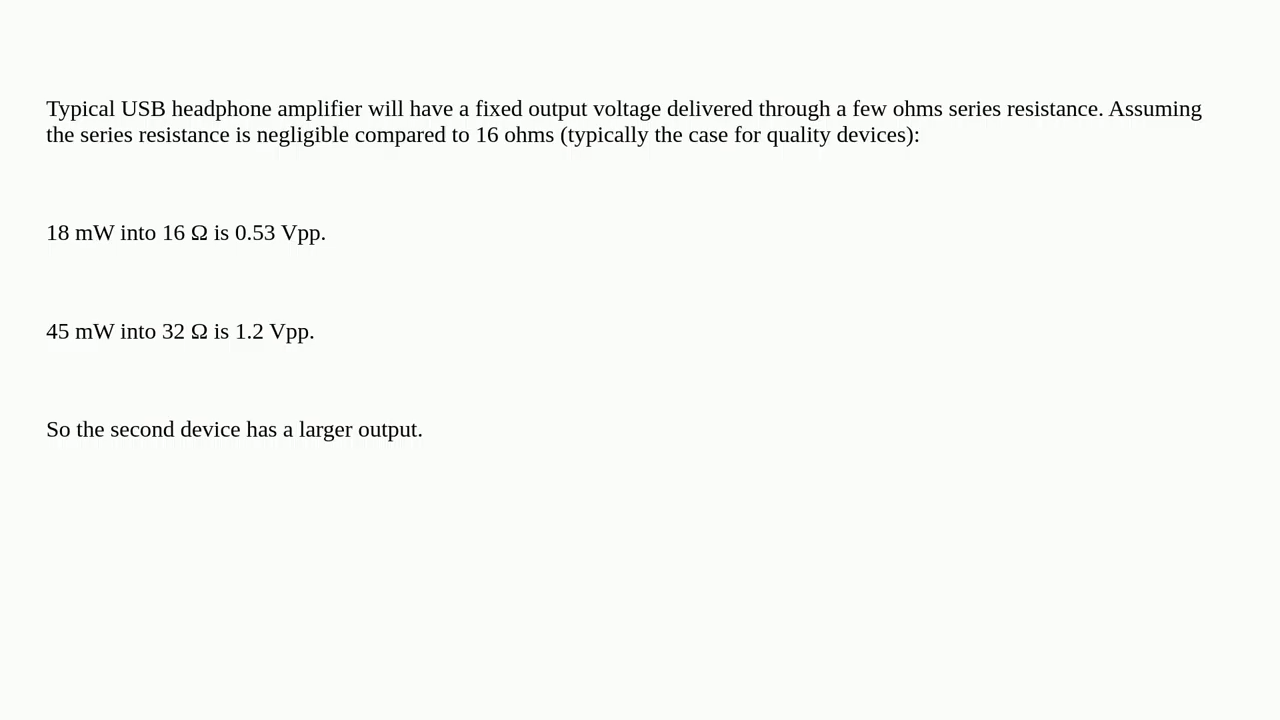 Typical USB headphone amplifier will have a fixed output voltage delivered through a few ohms series resistance. Assuming
the series resistance is negligible compared to 16 ohms (typically the case for quality devices):
18 mW into 16 Ω is 0.53 Vpp.
45 mW into 32 Ω is 1.2 Vpp.
So the second device has a larger output.